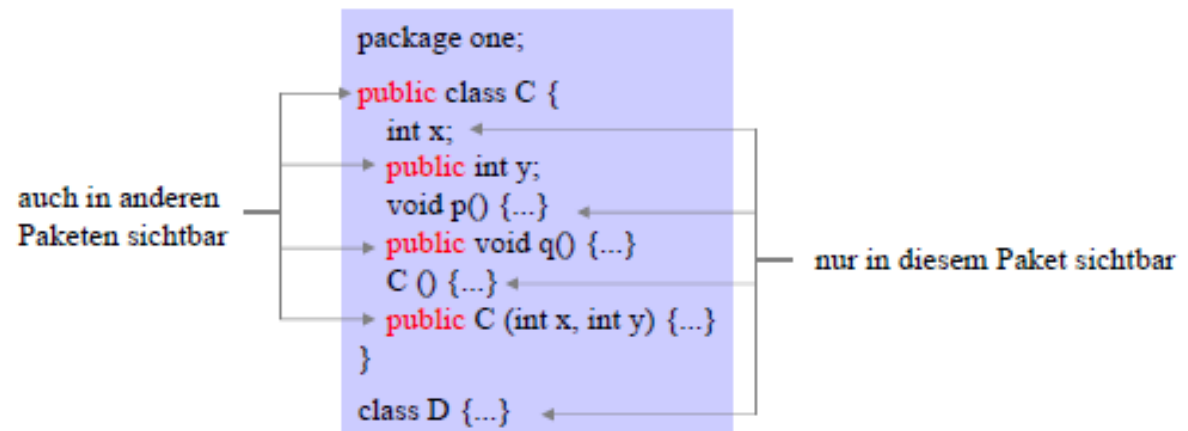 package one;
public class C {
int x;
public int y;
void p() {...}
public void q() {...}
C () {...}
public C (int x, int y) {...}
}
class D {...}
auch in anderen
Paketen sichtbar
nur in diesem Paket sichtbar